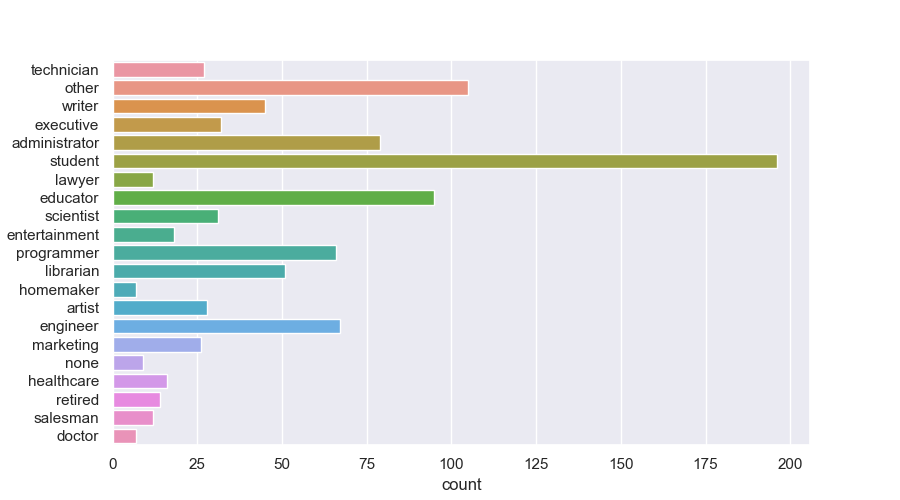 technician
other
writer
executive
administrator
student
lawyer
educator
scientist
entertainment
programmer
librarian
homemaker
artist
engineer
marketing
none
healthcare
retired
salesman
doctor
0 25 50 75 100 125 150 175 200
count